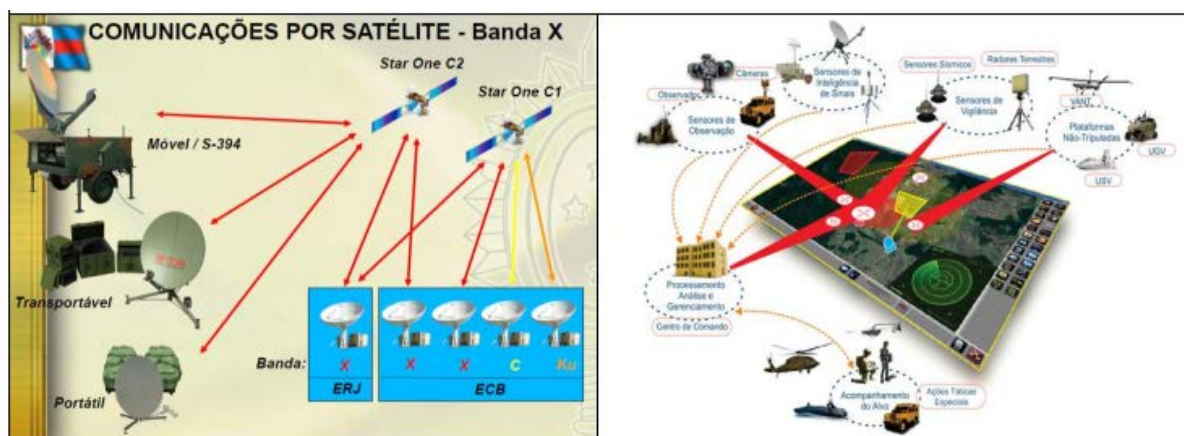 COMUNICAÇÕES POR SATÉLITE - Banda X
Star One C2
Star One C1
Móvel / S-394
Transportável
Portátil
Banda:
X
X
X
C
Ku
ERJ
ECB
Câmeras
Observador
Sensores de
Observação
Sensores
de Inteligência
de Sinais
Sensores Sísmicos
Radares Terrestres
Sensores de
Vigilância
VANT
Plataformas
Não-Tripuladas
UGV
USV
Processamento
Análise e
Gerenciamento
Centro de Comando
Acompanhamento
do Alvo
Ações Táticas
Especiais